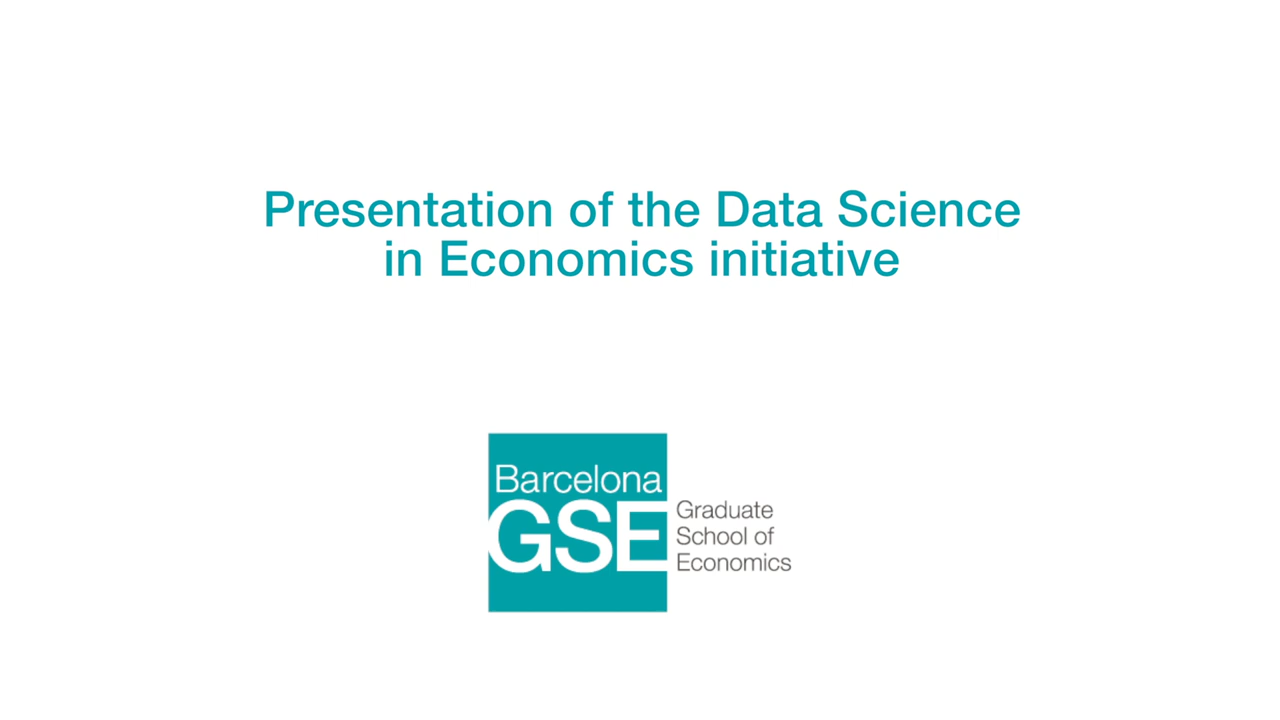 Presentation of the Data Science
in Economics initiative
Barcelona
GSE
Graduate
School of
Economics